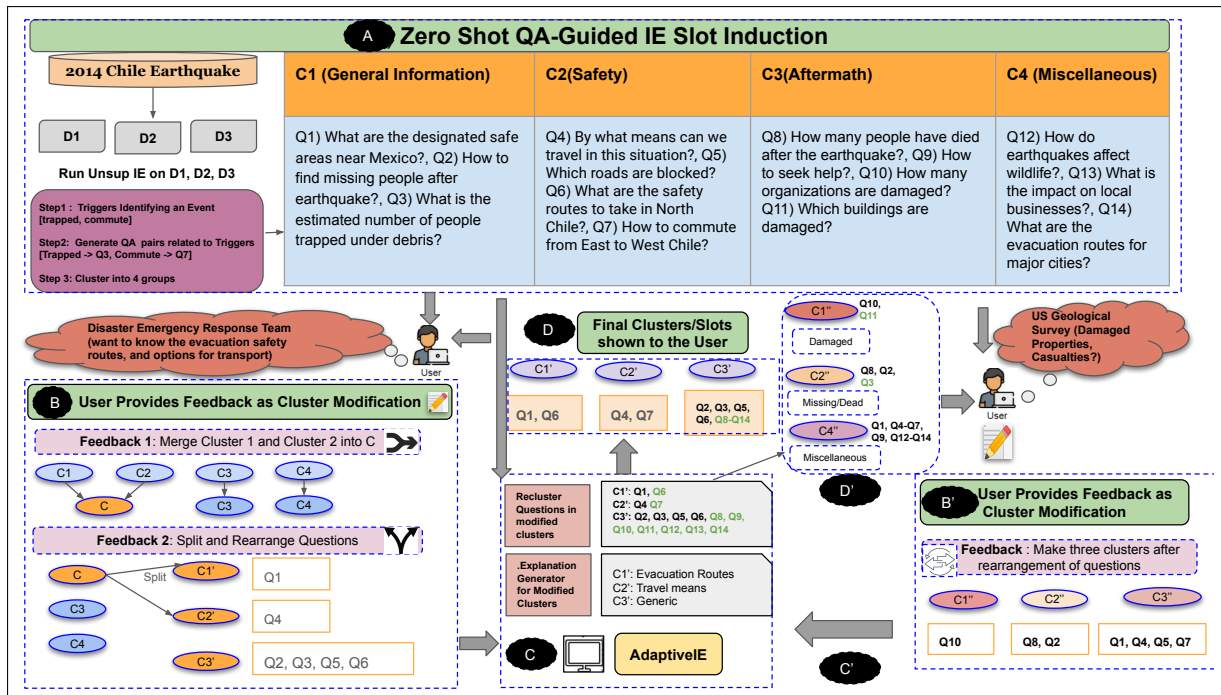 A Zero Shot QA-Guided IE Slot Induction
2014 Chile Earthquake
D1
D2
D3
Run Unsup IE on D1, D2, D3
Step1 : Triggers Identifying an Event
[trapped, commute]
Step2: Generate QA pairs related to Triggers
[Trapped -> Q3, Commute -> Q7]
Step 3: Cluster into 4 groups
C1 (General Information)
Q1) What are the designated safe
areas near Mexico?, Q2) How to
find missing people after
earthquake?, Q3) What is the
estimated number of people
trapped under debris?
C2(Safety)
Q4) By what means can we
travel in this situation?, Q5)
Which roads are blocked?
Q6) What are the safety
routes to take in North
Chile?, Q7) How to commute
from East to West Chile?
C3(Aftermath)
Q8) How many people have died
after the earthquake?, Q9) How
to seek help?, Q10) How many
organizations are damaged?
Q11) Which buildings are
damaged?
C4 (Miscellaneous)
Q12) How do
earthquakes affect
wildlife?, Q13) What is
the impact on local
businesses?, Q14)
What are the
evacuation routes for
major cities?
Disaster Emergency Response Team
(want to know the evacuation safety
routes, and options for transport)
User
B User Provides Feedback as Cluster Modification
Feedback 1: Merge Cluster 1 and Cluster 2 into C
C1
C2
C3
C4
C
C3
C4
Feedback 2: Split and Rearrange Questions
C
Split
C1'
Q1
C3
C2'
Q4
C4
C3'
Q2, Q3, Q5, Q6
D
Final Clusters/Slots
shown to the User
C1'
C2'
C3'
Q1, Q6
Q4, Q7
Q2, Q3, Q5,
Q6, Q8-Q14
C1"
Q10,
Q11
Damaged
C2"
Q8, Q2,
Q3
Missing/Dead
C4"
Q1, Q4-Q7,
Q9, Q12-Q14
Miscellaneous
D'
US Geological
Survey (Damaged
Properties,
Casualties?)
User
Recluster
Questions in
modified
clusters
C1': Q1, Q6
C2': Q4 Q7
C3': Q2, Q3, Q5, Q6, Q8, Q9,
Q10, Q11, Q12, Q13, Q14
.Explanation
Generator
for Modified
Clusters
C1': Evacuation Routes
C2': Travel means
C3': Generic
C
AdaptiveIE
B'
User Provides Feedback as
Cluster Modification
Feedback : Make three clusters after
rearrangement of questions
C1"
C2"
C3"
Q10
Q8, Q2
Q1, Q4, Q5, Q7
C'